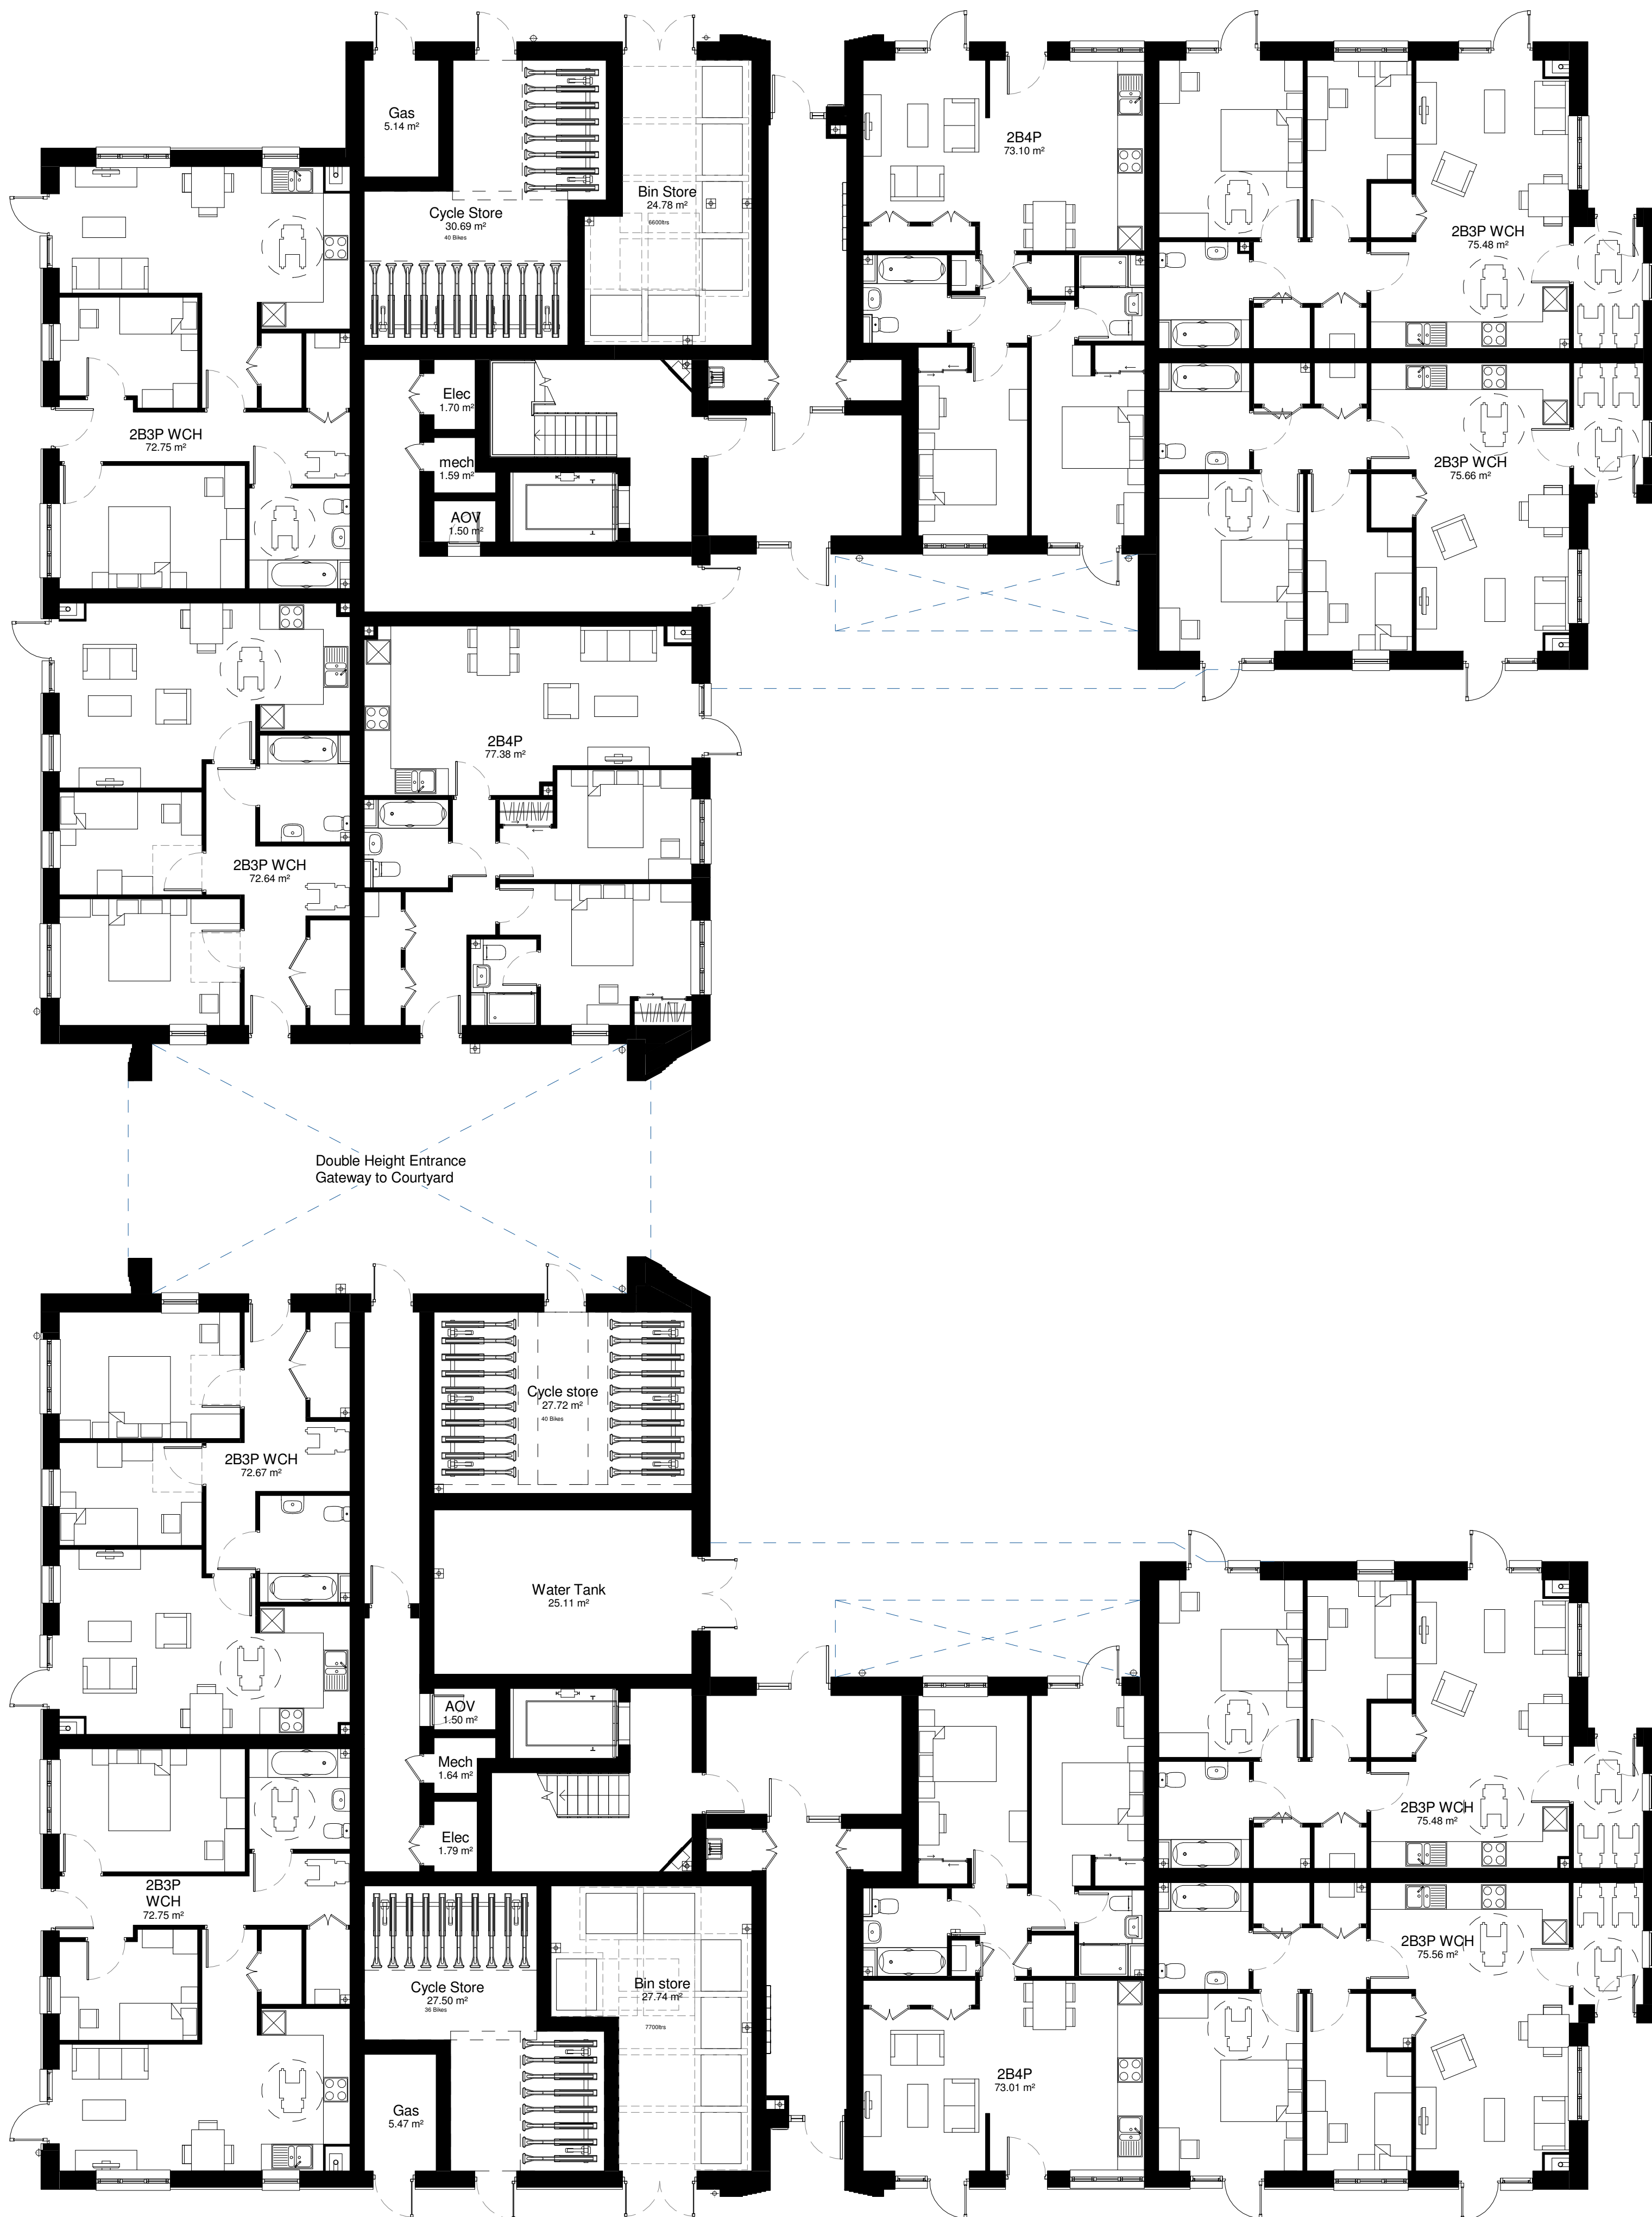 Gas
5.14 m²
Cycle Store
30.69 m²
40 Bikes
Bin Store
24.78 m²
6600ltrs
2B4P
73.10 m²
2B3P WCH
75.48 m²
2B3P WCH
72.75 m²
Elec
1.70 m²
mech
1.59 m²
AOV
1.50 m²
2B3P WCH
75.66 m²
2B4P
77.38 m²
2B3P WCH
72.64 m²
Double Height Entrance
Gateway to Courtyard
2B3P WCH
72.67 m²
Cycle store
27.72 m²
40 Bikes
Water Tank
25.11 m²
AOV
1.50 m²
Mech
1.64 m²
Elec
1.79 m²
2B3P WCH
75.48 m²
2B3P
WCH
72.75 m²
Cycle Store
27.50 m²
36 Bikes
Bin store
27.74 m²
7700ltrs
2B3P WCH
75.56 m²
Gas
5.47 m²
2B4P
73.01 m²